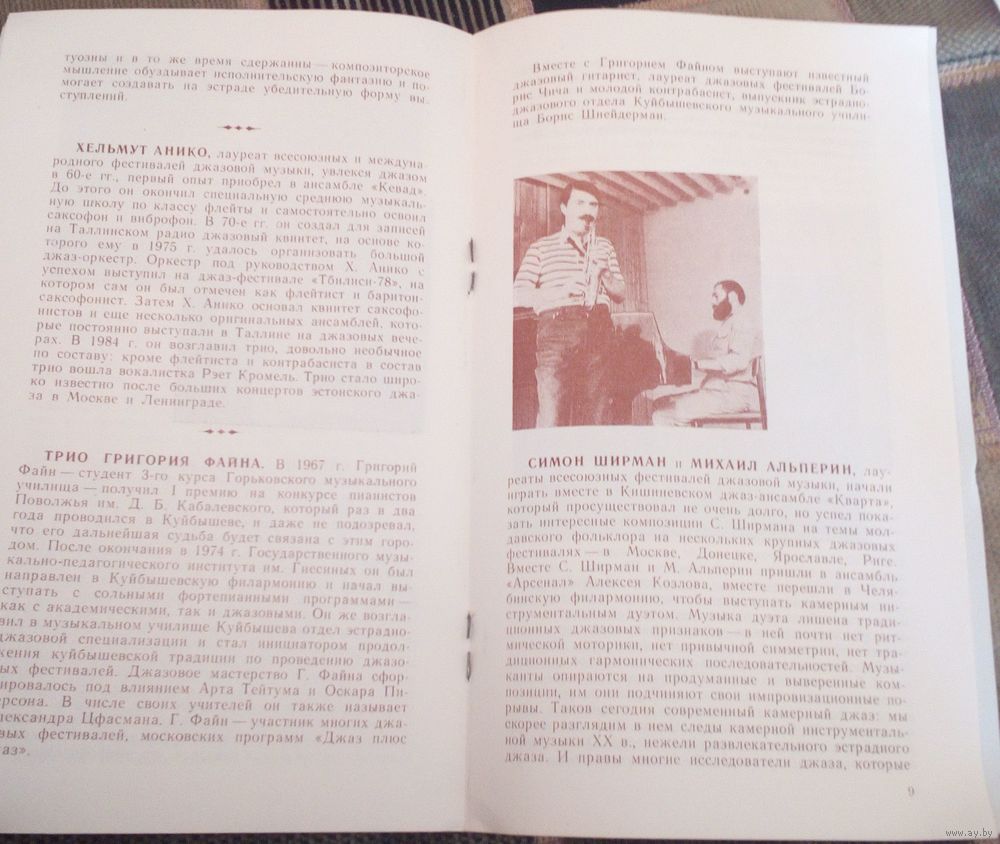 туозны и в то же время сдержанны — композиторское
мышление обуздывает исполнительскую фантазию и по-
могает создавать на эстраде убедительную форму вы-
ступлений.
ХЕЛЬМУТ АНИКО, лауреат всесоюзных и междуна-
родного фестивалей джазовой музыки, увлекся джазом
в 60-е гг., первый опыт приобрел в ансамбле «Кевад».
До этого он окончил специальную среднюю музыкаль-
ную школу по классу флейты и самостоятельно освоил
саксофон и виброфон. В 70-е гг. он создал для записей
на Таллинском радио джазовый квинтет, на основе ко-
торого ему в 1975 г. удалось организовать большой
джаз-оркестр. Оркестр под руководством Х. Анико с
успехом выступил на джаз-фестивале «Тбилиси-78», на
котором сам он был отмечен как флейтист и баритон-
саксофонист. Затем Х. Анико основал квинтет саксофо-
нистов и еще несколько оригинальных ансамблей, кото-
рые постоянно выступали в Таллине на джазовых вече-
рах. В 1984 г. он возглавил трио, довольно необычное
по составу: кроме флейтиста и контрабасиста в состав
трио вошла вокалистка Рэет Кромель. Трио стало широ-
ко известно после больших концертов эстонского джа-
за в Москве и Ленинграде.
ТРИО ГРИГОРИЯ ФАЙНА. В 1967 г. Григорий
Файн — студент 3-го курса Горьковского музыкального
училища — получил I премию на конкурсе пианистов
Поволжья им. Д. Б. Кабалевского, который раз в два
года проводился в Куйбышеве, и даже не подозревал,
что его дальнейшая судьба будет связана с этим горо-
дом. После окончания в 1974 г. Государственного музы-
кально-педагогического института им. Гнесиных он был
направлен в Куйбышевскую филармонию и начал вы-
ступать с сольными фортепианными программами —
как с академическими, так и джазовыми. Он же возгла-
вил в музыкальном училище Куйбышева отдел эстрадно-
джазовой специализации и стал инициатором продол-
жения куйбышевской традиции по проведению джазо-
ых фестивалей. Джазовое мастерство Г. Файна сфор-
ировалось под влиянием Арта Тейтума и Оскара Пи-
ерсона. В числе своих учителей он также называет
лександра Цфасмана. Г. Файн — участник многих джа-
вых фестивалей, московских программ «Джаз плюс
аз».
Вместе с Григорием Файном выступают известный
джазовый гитарист, лауреат джазовых фестивалей Бо-
рис Чича и молодой контрабасист, выпускник эстрадно-
джазового отдела Куйбышевского музыкального учили-
ща Борис Шнейдерман.
СИМОН ШИРМАН и МИХАИЛ АЛЬПЕРИН, лау-
реаты всесоюзных фестивалей джазовой музыки, начали
играть вместе в Кишиневском джаз-ансамбле «Кварта»,
который просуществовал не очень долго, но успел пока-
зать интересные композиции С. Ширмана на темы мол-
давского фольклора на нескольких крупных джазовых
фестивалях — в Москве, Донецке, Ярославле, Риге.
Вместе С. Ширман и М. Альперин пришли в ансамбль
«Арсенал» Алексея Козлова, вместе перешли в Челя-
бинскую филармонию, чтобы выступать камерным ин-
струментальным дуэтом. Музыка дуэта лишена тради-
ционных джазовых признаков — в ней почти нет рит-
мической моторики, нет привычной симметрии, нет тра-
диционных гармонических последовательностей. Музы-
канты опираются на продуманные и выверенные ком-
позиции, им они подчиняют свои импровизационные по-
рывы. Таков сегодня современный камерный джаз: мы
скорее разглядим в нем следы камерной инструменталь-
ной музыки XX в., нежели развлекательного эстрадного
джаза. И правы многие исследователи джаза, которые
9
www.ay.by